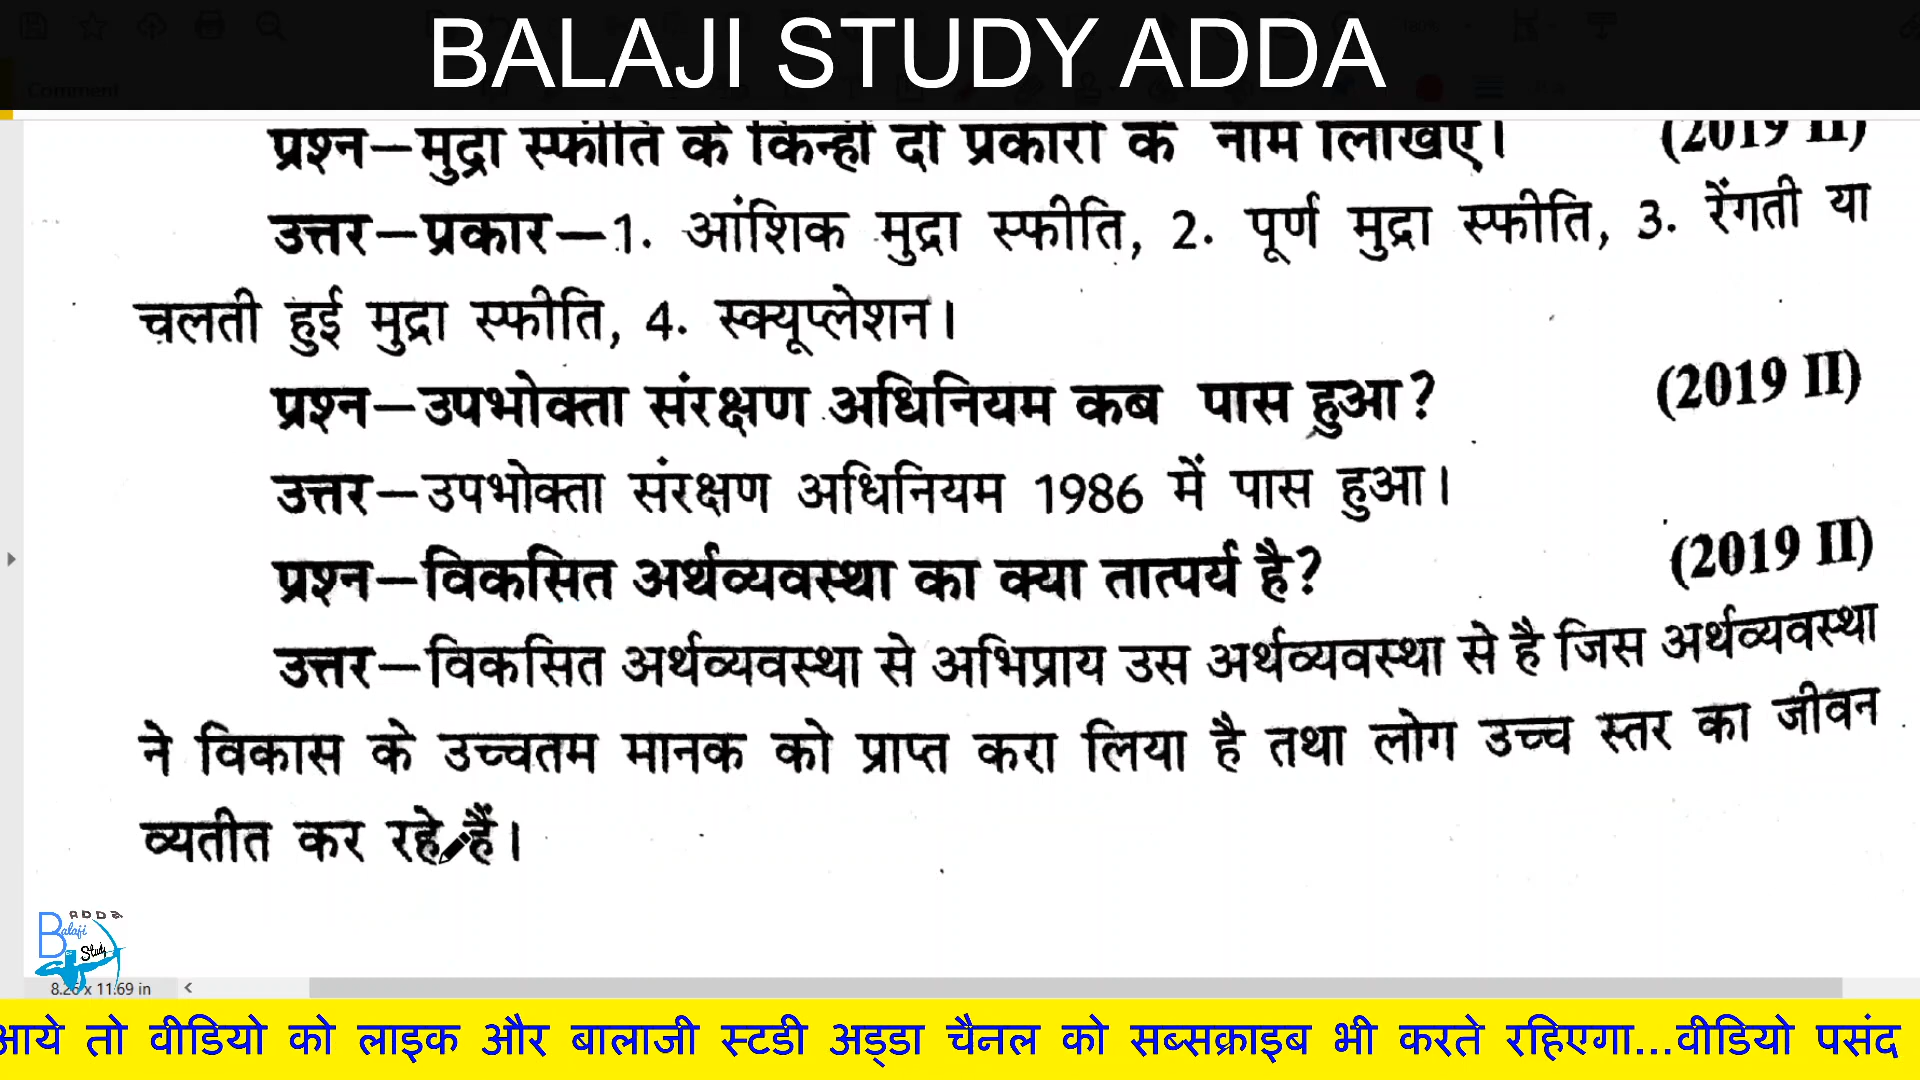 BALAJI STUDY ADDA
Comment
प्रश्न–मुद्रा स्फीति के किन्हीं दो प्रकारों के नाम लिखिए। (2019 II)
उत्तर–प्रकार–1. आंशिक मुद्रा स्फीति, 2. पूर्ण मुद्रा स्फीति, 3. रेंगती या
चलती हुई मुद्रा स्फीति, 4. स्क्यूप्लेशन।
प्रश्न–उपभोक्ता संरक्षण अधिनियम कब पास हुआ? (2019 II)
उत्तर–उपभोक्ता संरक्षण अधिनियम 1986 में पास हुआ।
प्रश्न–विकसित अर्थव्यवस्था का क्या तात्पर्य है? (2019 II)
उत्तर–विकसित अर्थव्यवस्था से अभिप्राय उस अर्थव्यवस्था से है जिस अर्थव्यवस्था
ने विकास के उच्चतम मानक को प्राप्त करा लिया है तथा लोग उच्च स्तर का जीवन
व्यतीत कर रहे हैं।
ADDA
Balaji
Study
8.26 x 11.69 in
आये तो वीडियो को लाइक और बालाजी स्टडी अड्डा चैनल को सब्सक्राइब भी करते रहिएगा...वीडियो पसंद